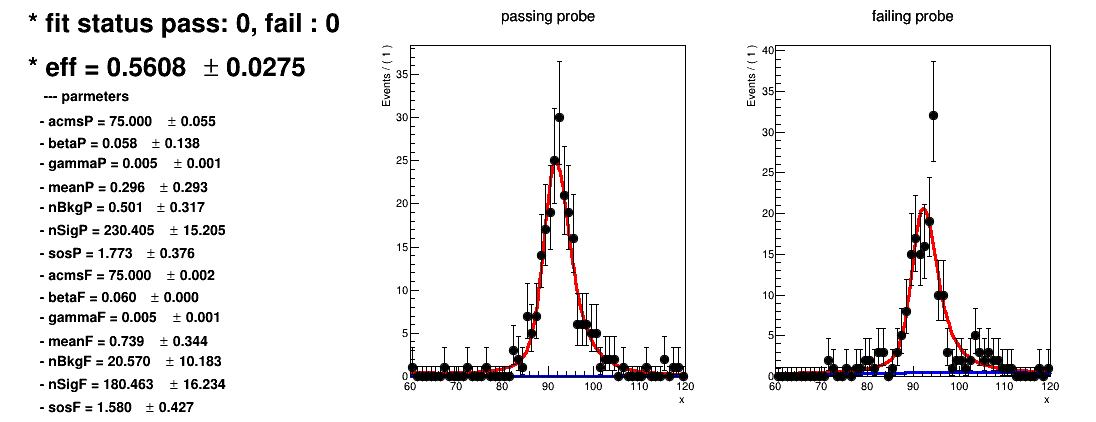 * fit status pass: 0, fail : 0
* eff = 0.5608 ± 0.0275
--- parmeters
- acmsP = 75.000 ± 0.055
- betaP = 0.058 ± 0.138
- gammaP = 0.005 ± 0.001
- meanP = 0.296 ± 0.293
- nBkgP = 0.501 ± 0.317
- nSigP = 230.405 ± 15.205
- sosP = 1.773 ± 0.376
- acmsF = 75.000 ± 0.002
- betaF = 0.060 ± 0.000
- gammaF = 0.005 ± 0.001
- meanF = 0.739 ± 0.344
- nBkgF = 20.570 ± 10.183
- nSigF = 180.463 ± 16.234
- sosF = 1.580 ± 0.427
passing probe
Events / ( 1 )
35
30
25
20
15
10
5
0
60 70 80 90 100 110 120
x
failing probe
Events / ( 1 )
40
35
30
25
20
15
10
5
0
60 70 80 90 100 110 120
x